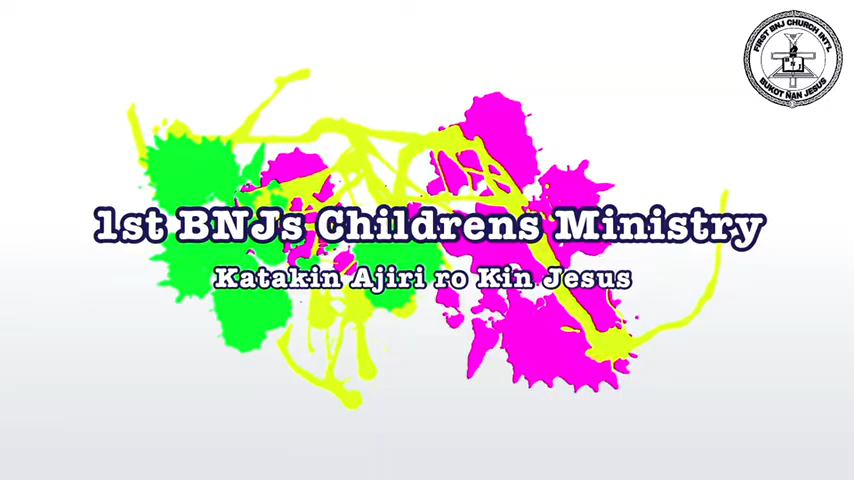 FIRST BNJ CHURCH INT'L
BUKOT ÑAN JESUS
1st BNJs Childrens Ministry
Katakin Ajiri ro Kin Jesus